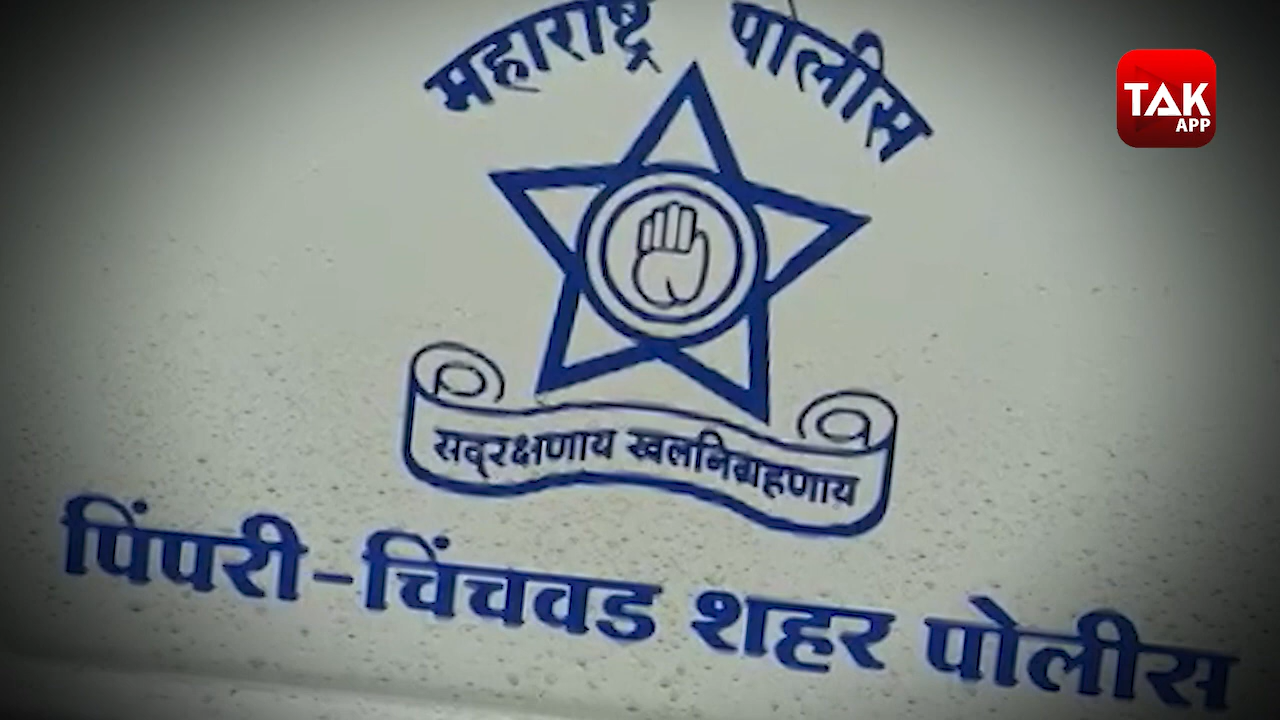 महाराष्ट्र पोलीस
TAK
APP
सद्‌रक्षणाय खलनिग्रहणाय
पिंपरी-चिंचवड शहर पोलीस